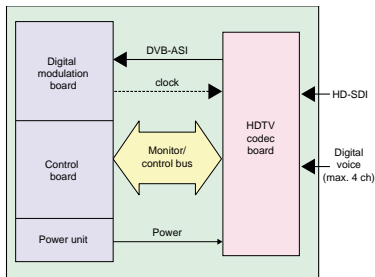 Digital
modulation
board
DVB-ASI
clock
HDTV
codec
board
HD-SDI
Control
board
Monitor/
control bus
Digital
voice
(max. 4 ch)
Power unit
Power